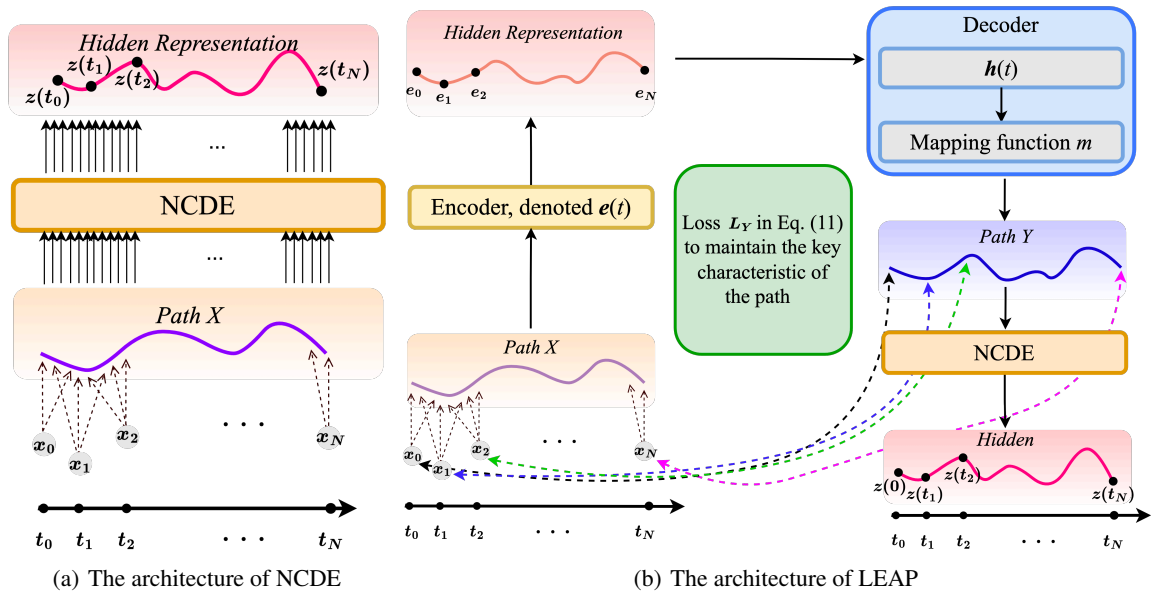 Hidden Representation
z(t₀)
z(t₁)
z(t₂)
z(t_N)
...
NCDE
...
Path X
x₀
x₁
x₂
. . .
x_N
t₀
t₁
t₂
. . .
t_N
(a) The architecture of NCDE
Hidden Representation
e₀
e₁
e₂
e_N
Encoder, denoted e(t)
Path X
x₀
x₁
x₂
. . .
x_N
t₀
t₁
t₂
. . .
t_N
Loss L_Y in Eq. (11)
to maintain the key
characteristic of
the path
Decoder
h(t)
Mapping function m
Path Y
NCDE
Hidden
z(0)
z(t₁)
z(t₂)
z(t_N)
t₀
t₁
t₂
. . .
t_N
(b) The architecture of LEAP